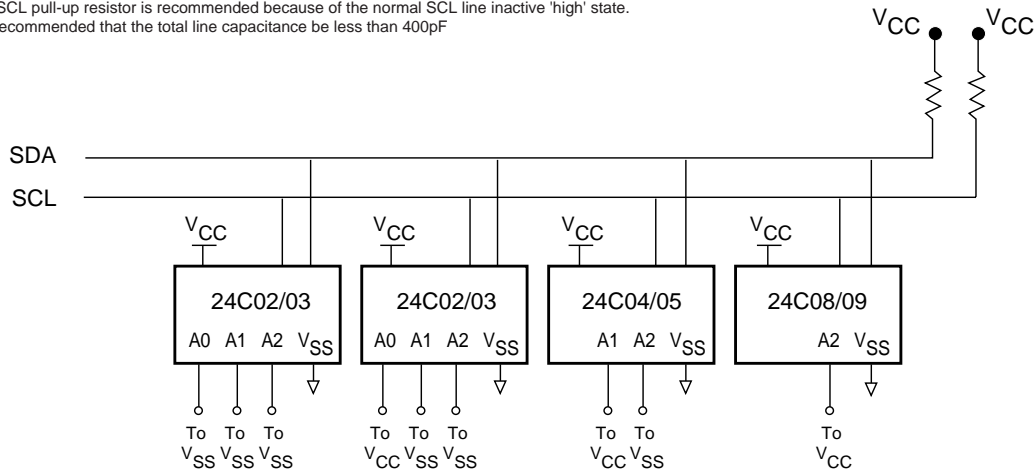 SCL pull-up resistor is recommended because of the normal SCL line inactive 'high' state.
ecommended that the total line capacitance be less than 400pF
VCC VCC
SDA
SCL
VCC VCC VCC VCC
24C02/03 24C02/03 24C04/05 24C08/09
A0 A1 A2 VSS A0 A1 A2 VSS A1 A2 VSS A2 VSS
To To To To To To To To To
VSS VSS VSS VCC VSS VSS VCC VSS VCC